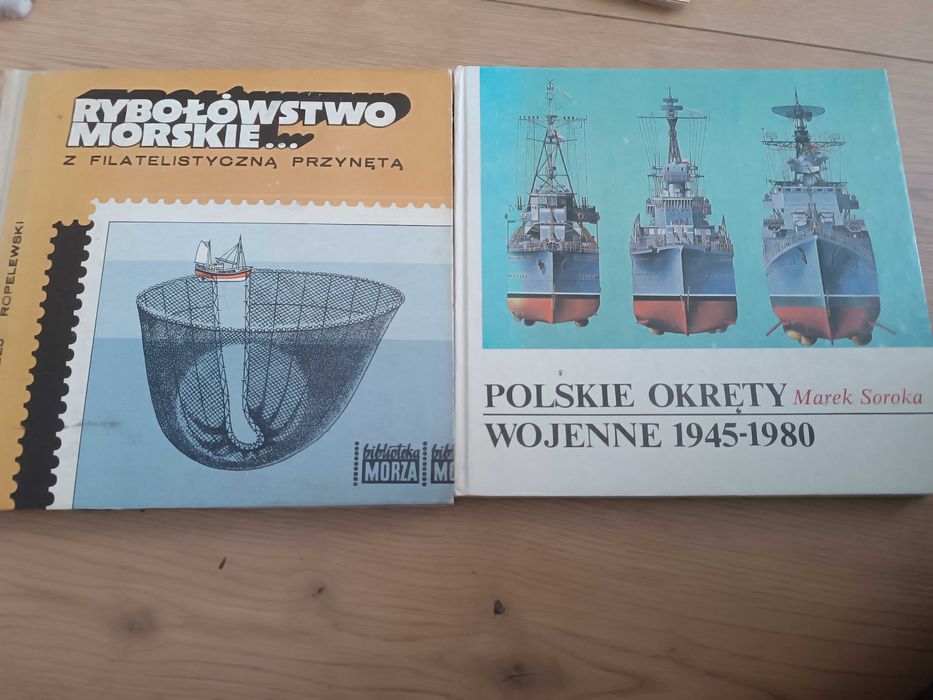 RYBOŁÓWSTWO
MORSKIE...
Z FILATELISTYCZNĄ PRZYNĘTĄ
ROPELEWSKI
biblioteka
MORZA
POLSKIE OKRĘTY Marek Soroka
WOJENNE 1945-1980